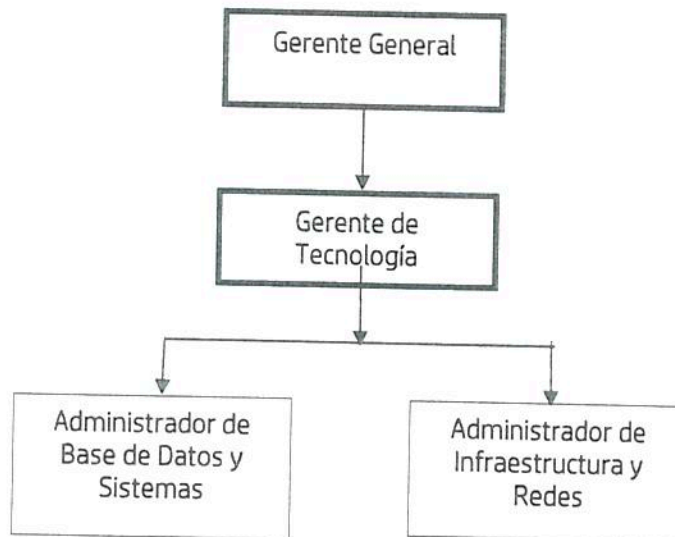 Gerente General
Gerente de
Tecnología
Administrador de
Base de Datos y
Sistemas
Administrador de
Infraestructura y
Redes